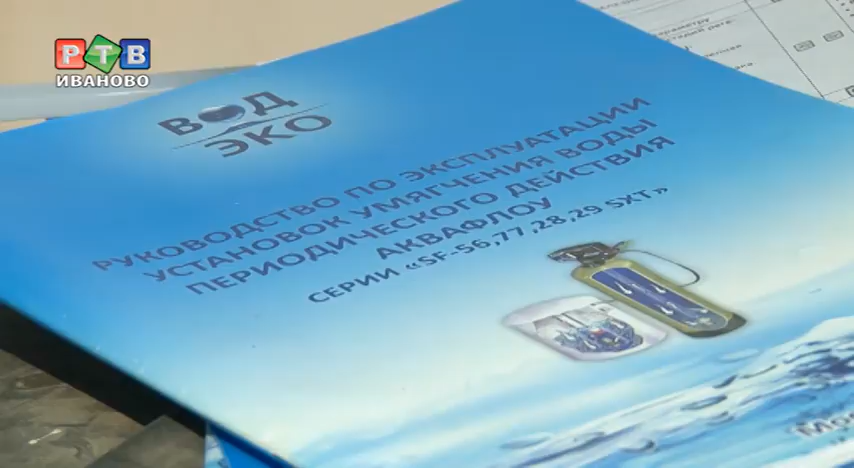 РТВ
ИВАНОВО
ВОД
ЭКО
РУКОВОДСТВО ПО ЭКСПЛУАТАЦИИ
УСТАНОВОК УМЯГЧЕНИЯ ВОДЫ
ПЕРИОДИЧЕСКОГО ДЕЙСТВИЯ
АКВАФЛОУ
СЕРИИ «SF-S6,77,28,29 SXT»